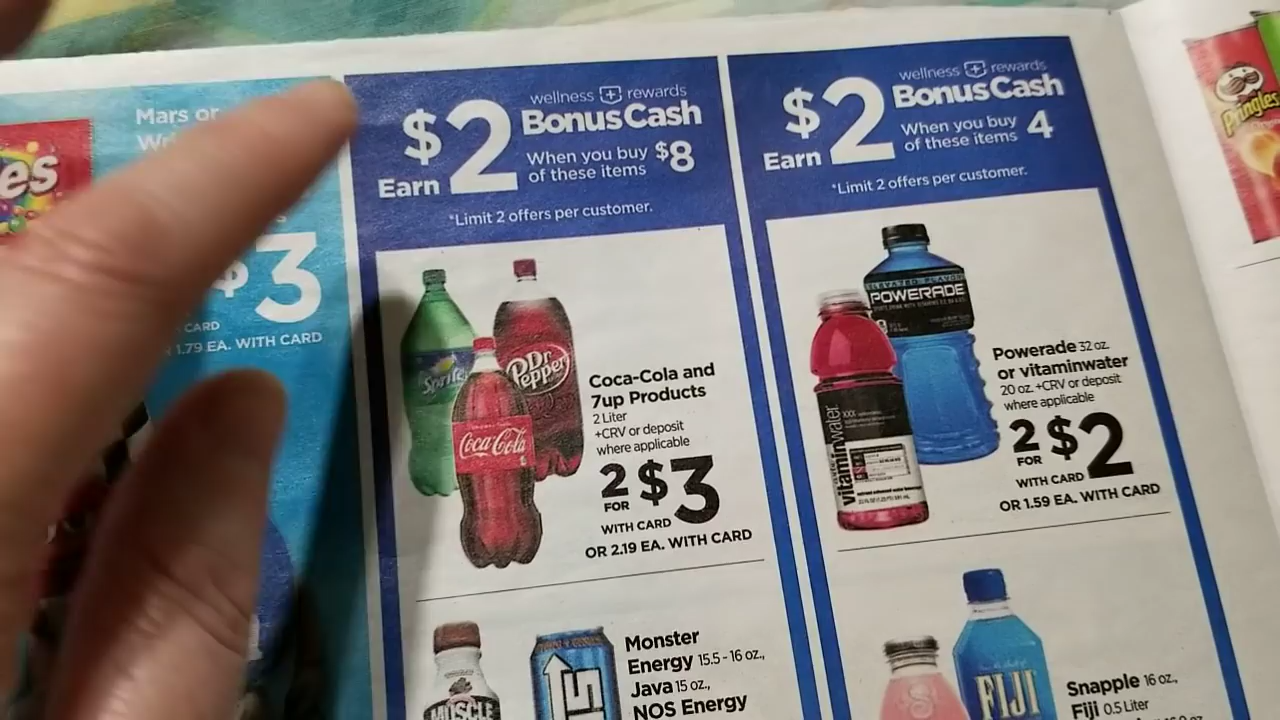 Mars or
es
$3
CARD
1.79 EA. WITH CARD
wellness + rewards
Earn $2 BonusCash
When you buy $8
of these items
*Limit 2 offers per customer.
Sprite
Dr Pepper
Coca-Cola
Coca-Cola and
7up Products
2 Liter
+CRV or deposit
where applicable
2 FOR $3
WITH CARD
OR 2.19 EA. WITH CARD
MUSCLE
Monster
Energy 15.5 - 16 oz.,
Java 15 oz.,
NOS Energy
wellness + rewards
Earn $2 BonusCash
When you buy 4
of these items
*Limit 2 offers per customer.
POWERADE
vitaminwater
XXX
Powerade 32 oz.
or vitaminwater
20 oz. +CRV or deposit
where applicable
2 FOR $2
WITH CARD
OR 1.59 EA. WITH CARD
FIJI
Snapple 16 oz.,
Fiji 0.5 Liter
Pringles